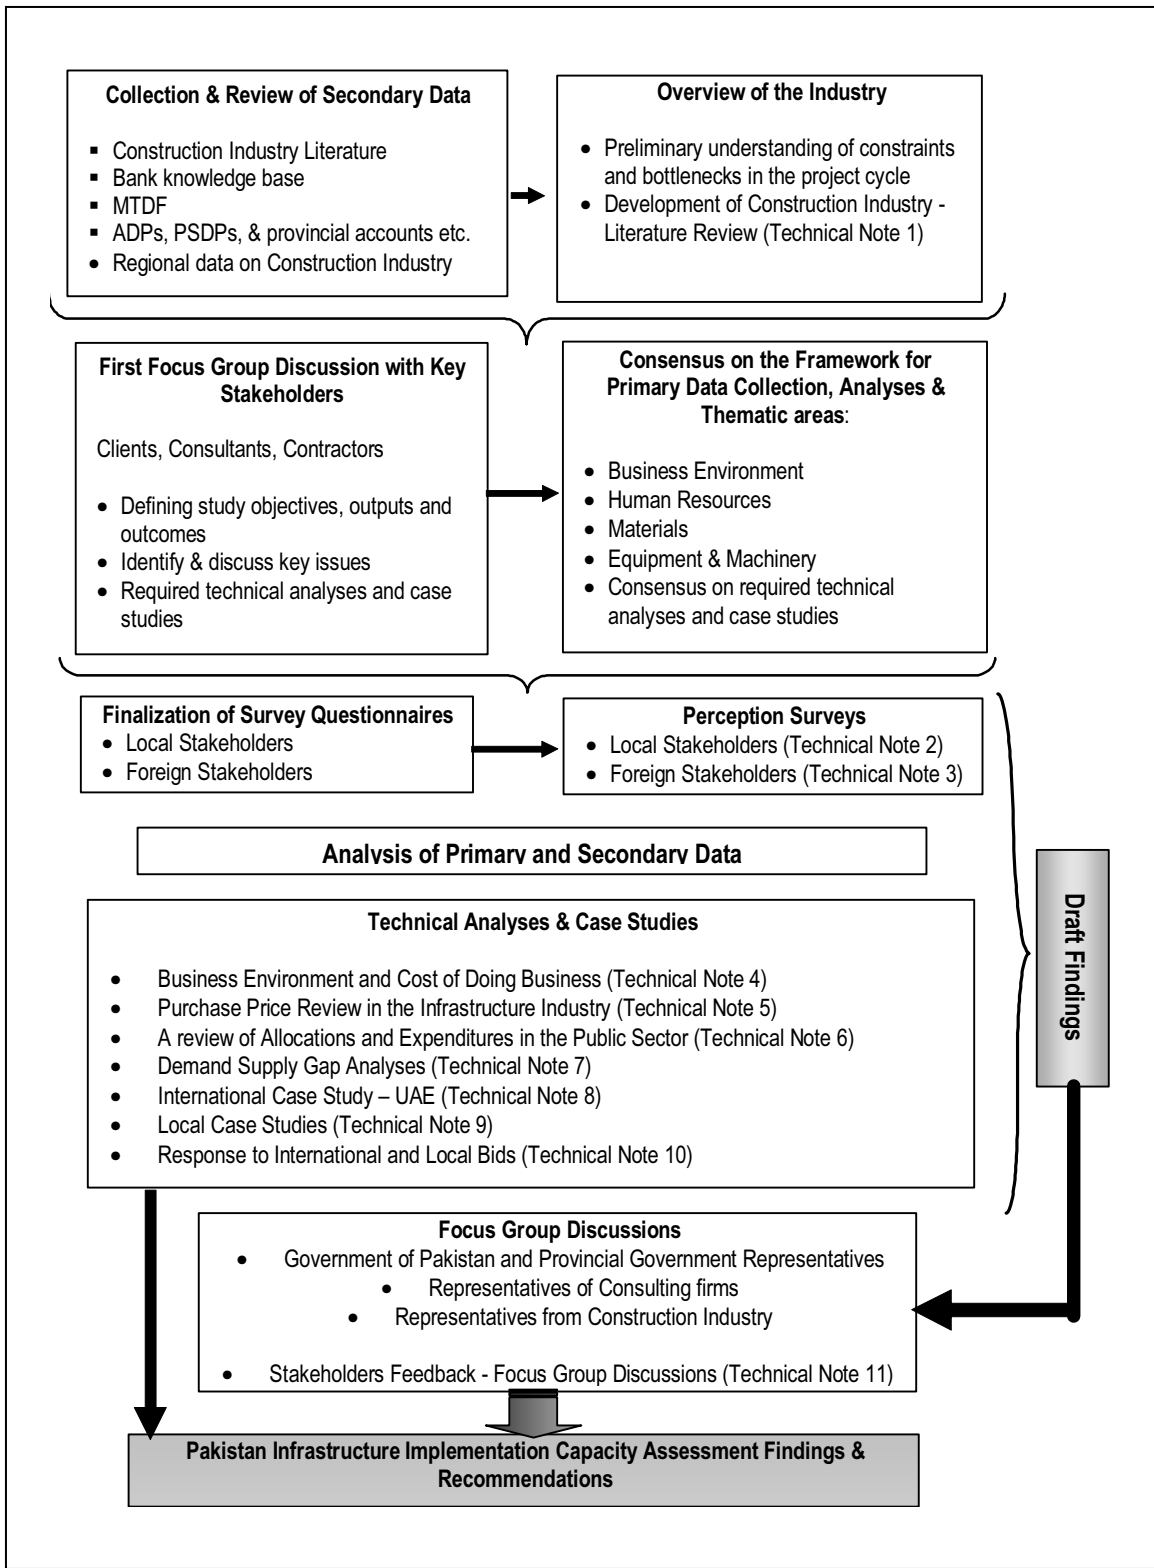 Collection & Review of Secondary Data
▪ Construction Industry Literature
▪ Bank knowledge base
▪ MTDF
▪ ADPs, PSDPs, & provincial accounts etc.
• Regional data on Construction Industry
Overview of the Industry
• Preliminary understanding of constraints
and bottlenecks in the project cycle
• Development of Construction Industry -
Literature Review (Technical Note 1)
First Focus Group Discussion with Key
Stakeholders
Clients, Consultants, Contractors
• Defining study objectives, outputs and
outcomes
• Identify & discuss key issues
• Required technical analyses and case
studies
Consensus on the Framework for
Primary Data Collection, Analyses &
Thematic areas:
• Business Environment
• Human Resources
• Materials
• Equipment & Machinery
• Consensus on required technical
analyses and case studies
Finalization of Survey Questionnaires
• Local Stakeholders
• Foreign Stakeholders
Perception Surveys
• Local Stakeholders (Technical Note 2)
• Foreign Stakeholders (Technical Note 3)
Analysis of Primary and Secondary Data
Technical Analyses & Case Studies
• Business Environment and Cost of Doing Business (Technical Note 4)
• Purchase Price Review in the Infrastructure Industry (Technical Note 5)
• A review of Allocations and Expenditures in the Public Sector (Technical Note 6)
• Demand Supply Gap Analyses (Technical Note 7)
• International Case Study – UAE (Technical Note 8)
• Local Case Studies (Technical Note 9)
• Response to International and Local Bids (Technical Note 10)
Draft Findings
Focus Group Discussions
• Government of Pakistan and Provincial Government Representatives
• Representatives of Consulting firms
• Representatives from Construction Industry
• Stakeholders Feedback - Focus Group Discussions (Technical Note 11)
Pakistan Infrastructure Implementation Capacity Assessment Findings &
Recommendations